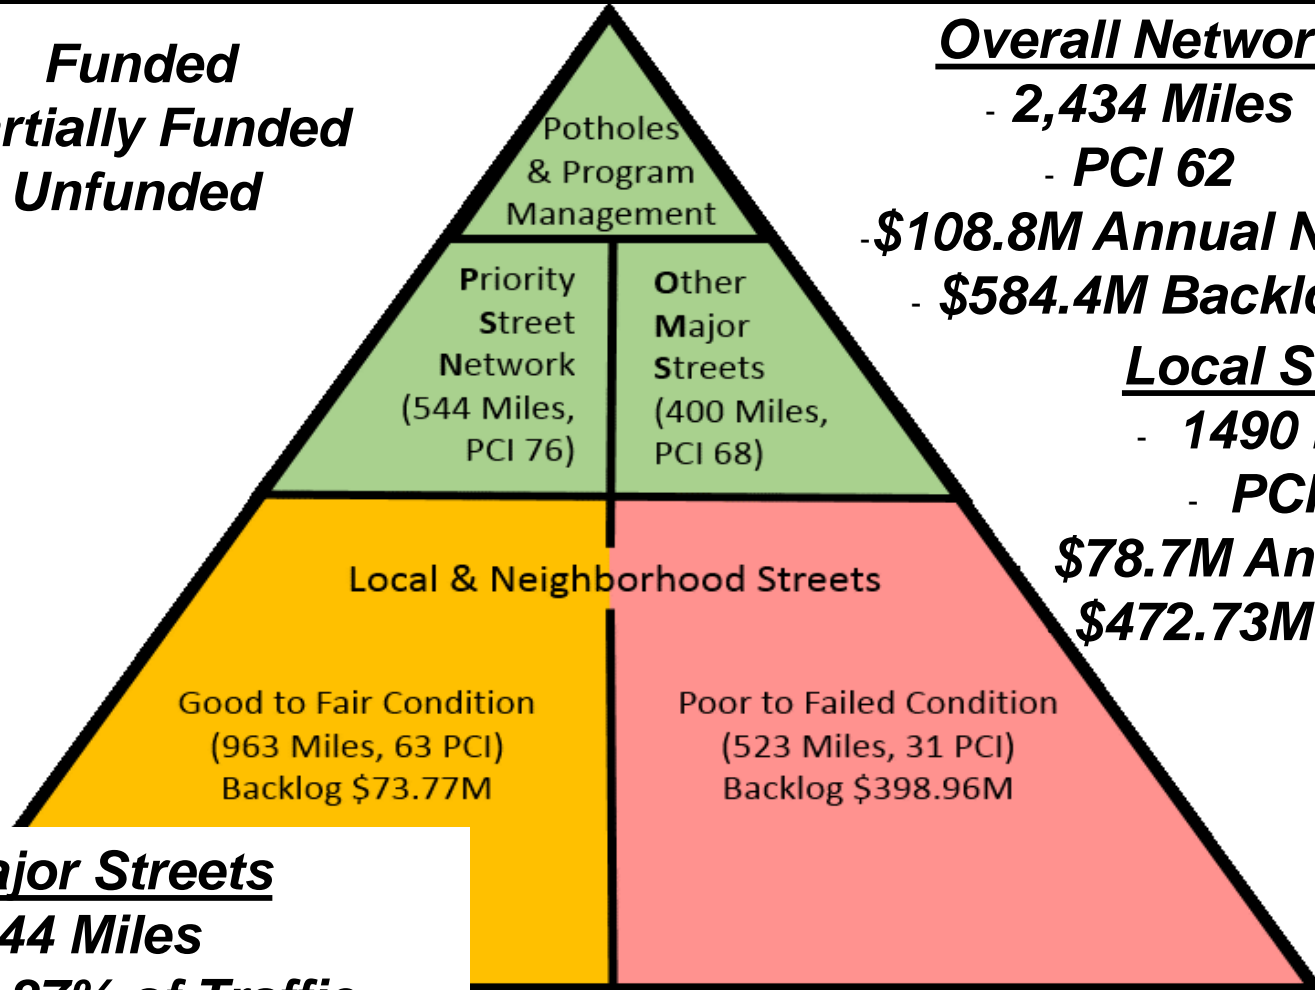 Funded
rtially Funded
Unfunded
Overall Networ
- 2,434 Miles
- PCI 62
-$108.8M Annual N
- $584.4M Backlo
Local S
- 1490
- PCI
$78.7M An
$472.73M
Potholes
& Program
Management
Priority
Street
Network
(544 Miles,
PCI 76)
Other
Major
Streets
(400 Miles,
PCI 68)
Local & Neighborhood Streets
Good to Fair Condition
(963 Miles, 63 PCI)
Backlog $73.77M
Poor to Failed Condition
(523 Miles, 31 PCI)
Backlog $398.96M
ajor Streets
44 Miles
87% of Traffic